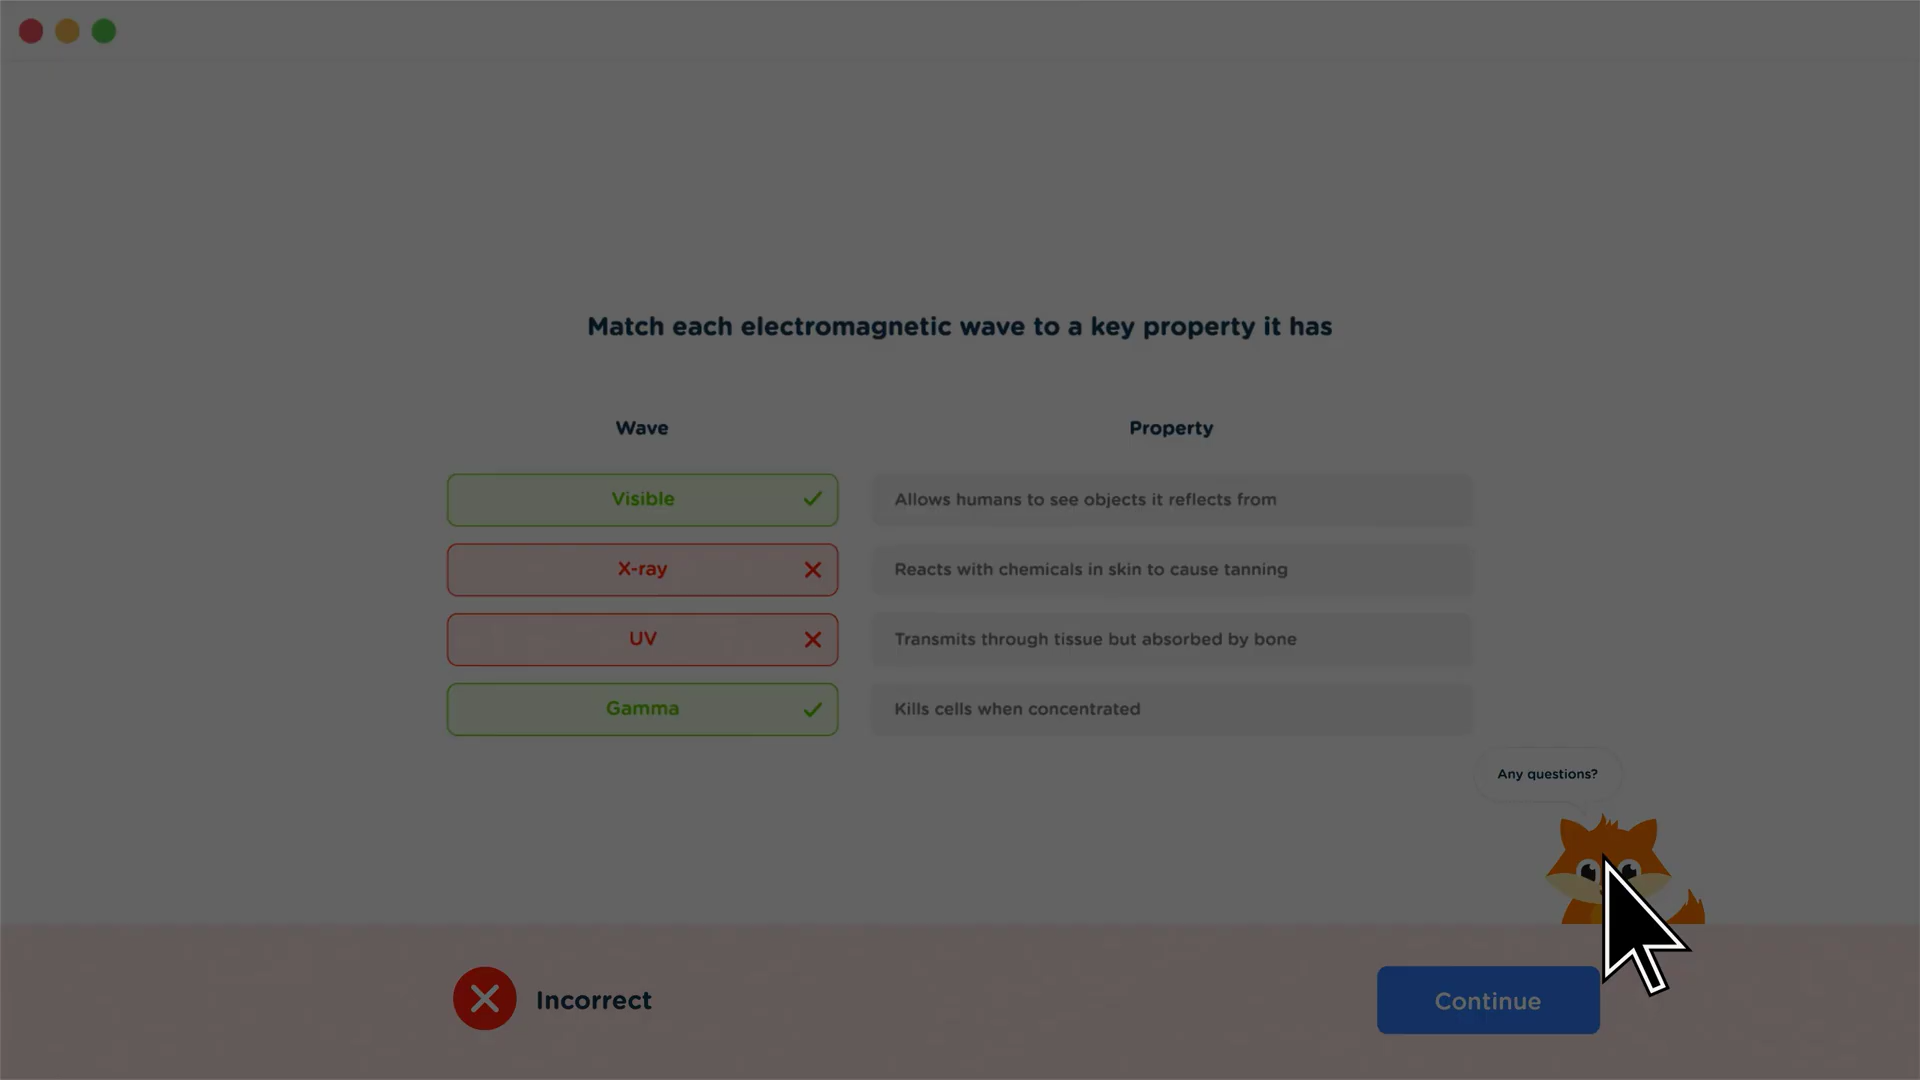 Match each electromagnetic wave to a key property it has
Wave Property
Visible Allows humans to see objects it reflects from
X-ray Reacts with chemicals in skin to cause tanning
UV Transmits through tissue but absorbed by bone
Gamma Kills cells when concentrated
Any questions?
Incorrect Continue